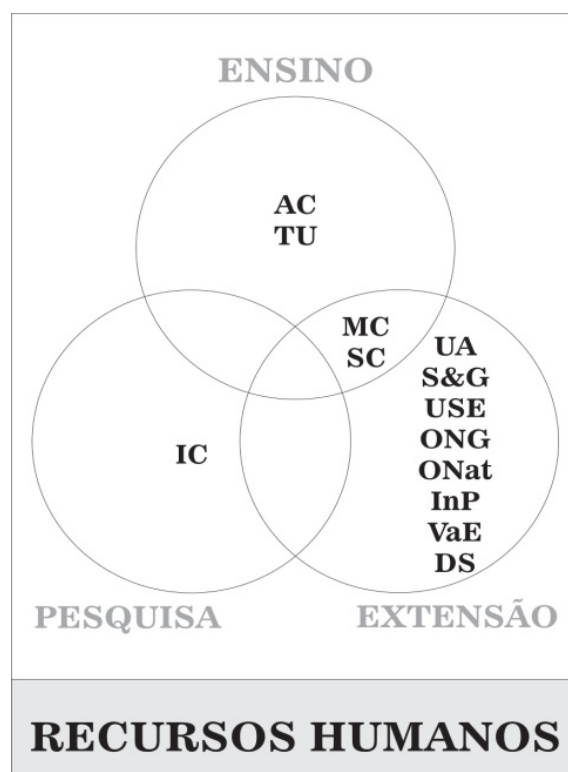 ENSINO
AC
TU
MC
SC
UA
S&G
USE
ONG
ONat
InP
VaE
DS
IC
PESQUISA
EXTENSÃO
RECURSOS HUMANOS